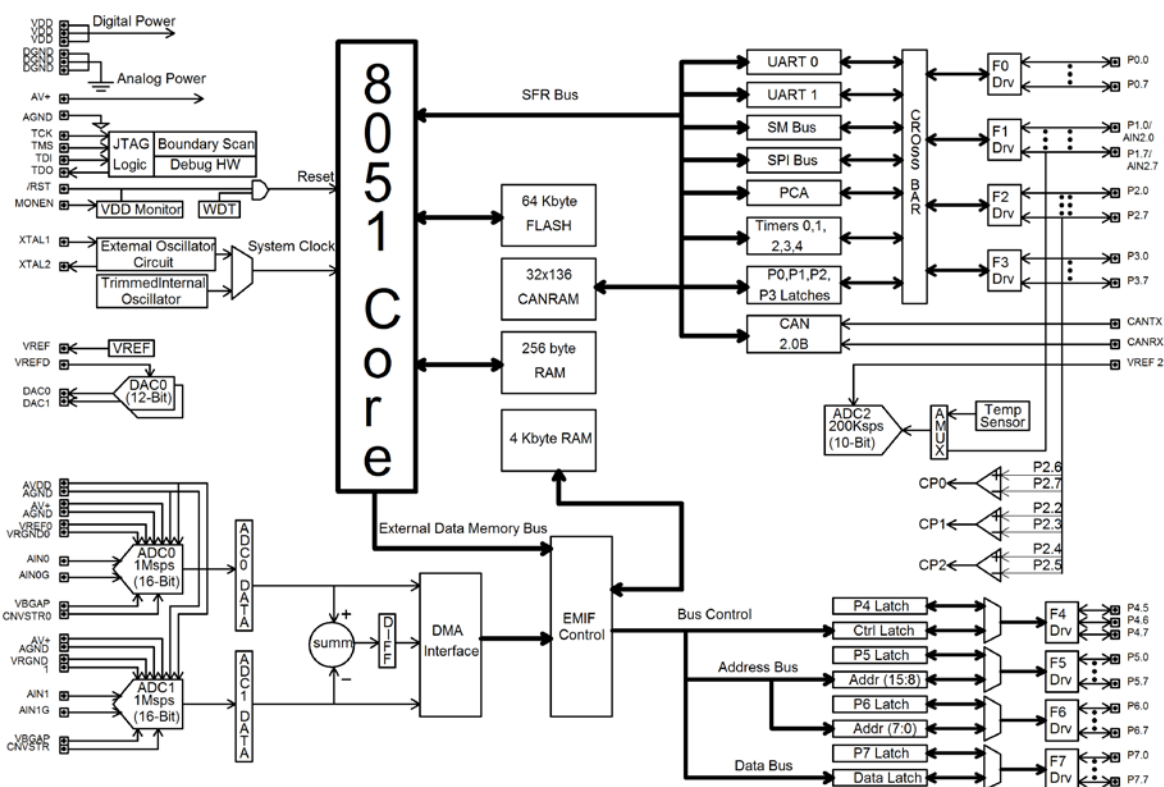 VDD
VDD
VDD
Digital Power
DGND
DGND
DGND
Analog Power
AV+
AGND
TCK
TMS
TDI
TDO
JTAG
Logic
Boundary Scan
Debug HW
/RST
MONEN
VDD Monitor
WDT
Reset
XTAL1
XTAL2
External Oscillator
Circuit
TrimmedInternal
Oscillator
System Clock
VREF
VREF
VREFD
DAC0
DAC1
DAC0
(12-Bit)
8051 Core
SFR Bus
64 Kbyte
FLASH
32x136
CANRAM
256 byte
RAM
4 Kbyte RAM
UART 0
UART 1
SM Bus
SPI Bus
PCA
Timers 0,1,
2,3,4
P0,P1,P2,
P3 Latches
CAN
2.0B
CROSS BAR
F0
Drv
F1
Drv
F2
Drv
F3
Drv
P0.0
P0.7
P1.0/
AIN2.0
P1.7/
AIN2.7
P2.0
P2.7
P3.0
P3.7
CANTX
CANRX
VREF 2
ADC2
200Ksps
(10-Bit)
AMUX
Temp
Sensor
CP0
P2.6
P2.7
CP1
P2.2
P2.3
CP2
P2.4
P2.5
AVDD
AGND
AV+
AGND
VREF0
VRGND0
AIN0
AIN0G
VBGAP
CNVSTR0
ADC0
1Msps
(16-Bit)
ADC0 DATA
AV+
AGND
VRGND
1
AIN1
AIN1G
VBGAP
CNVSTR
ADC1
1Msps
(16-Bit)
ADC1 DATA
+
summ
−
DIFF
DMA
Interface
External Data Memory Bus
EMIF
Control
Bus Control
Address Bus
Data Bus
P4 Latch
Ctrl Latch
P5 Latch
Addr (15:8)
P6 Latch
Addr (7:0)
P7 Latch
Data Latch
F4
Drv
F5
Drv
F6
Drv
F7
Drv
P4.5
P4.6
P4.7
P5.0
P5.7
P6.0
P6.7
P7.0
P7.7